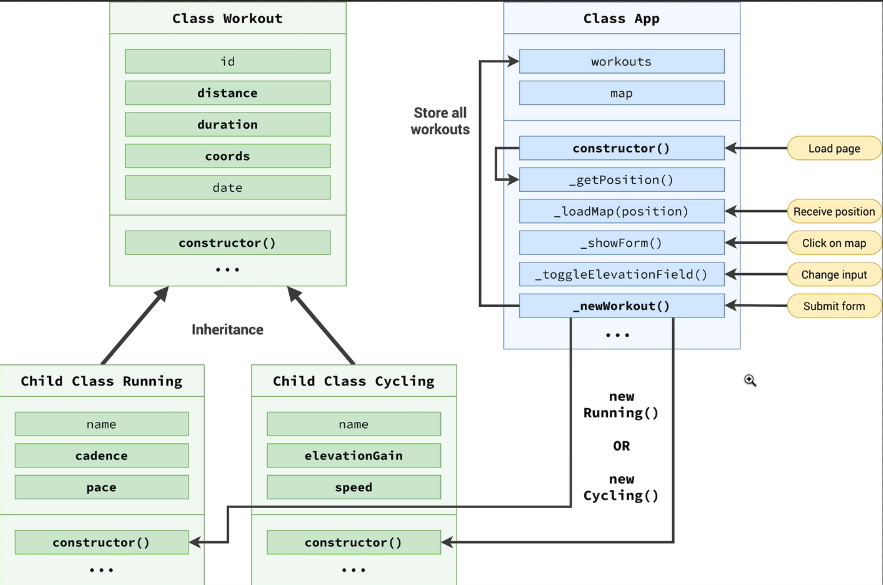 Class Workout
id
distance
duration
coords
date
constructor()
...
Inheritance
Child Class Running
name
cadence
pace
constructor()
...
Child Class Cycling
name
elevationGain
speed
constructor()
...
Class App
workouts
map
Store all
workouts
constructor()
_getPosition()
_loadMap(position)
_showForm()
_toggleElevationField()
_newWorkout()
...
Load page
Receive position
Click on map
Change input
Submit form
new
Running()
OR
new
Cycling()